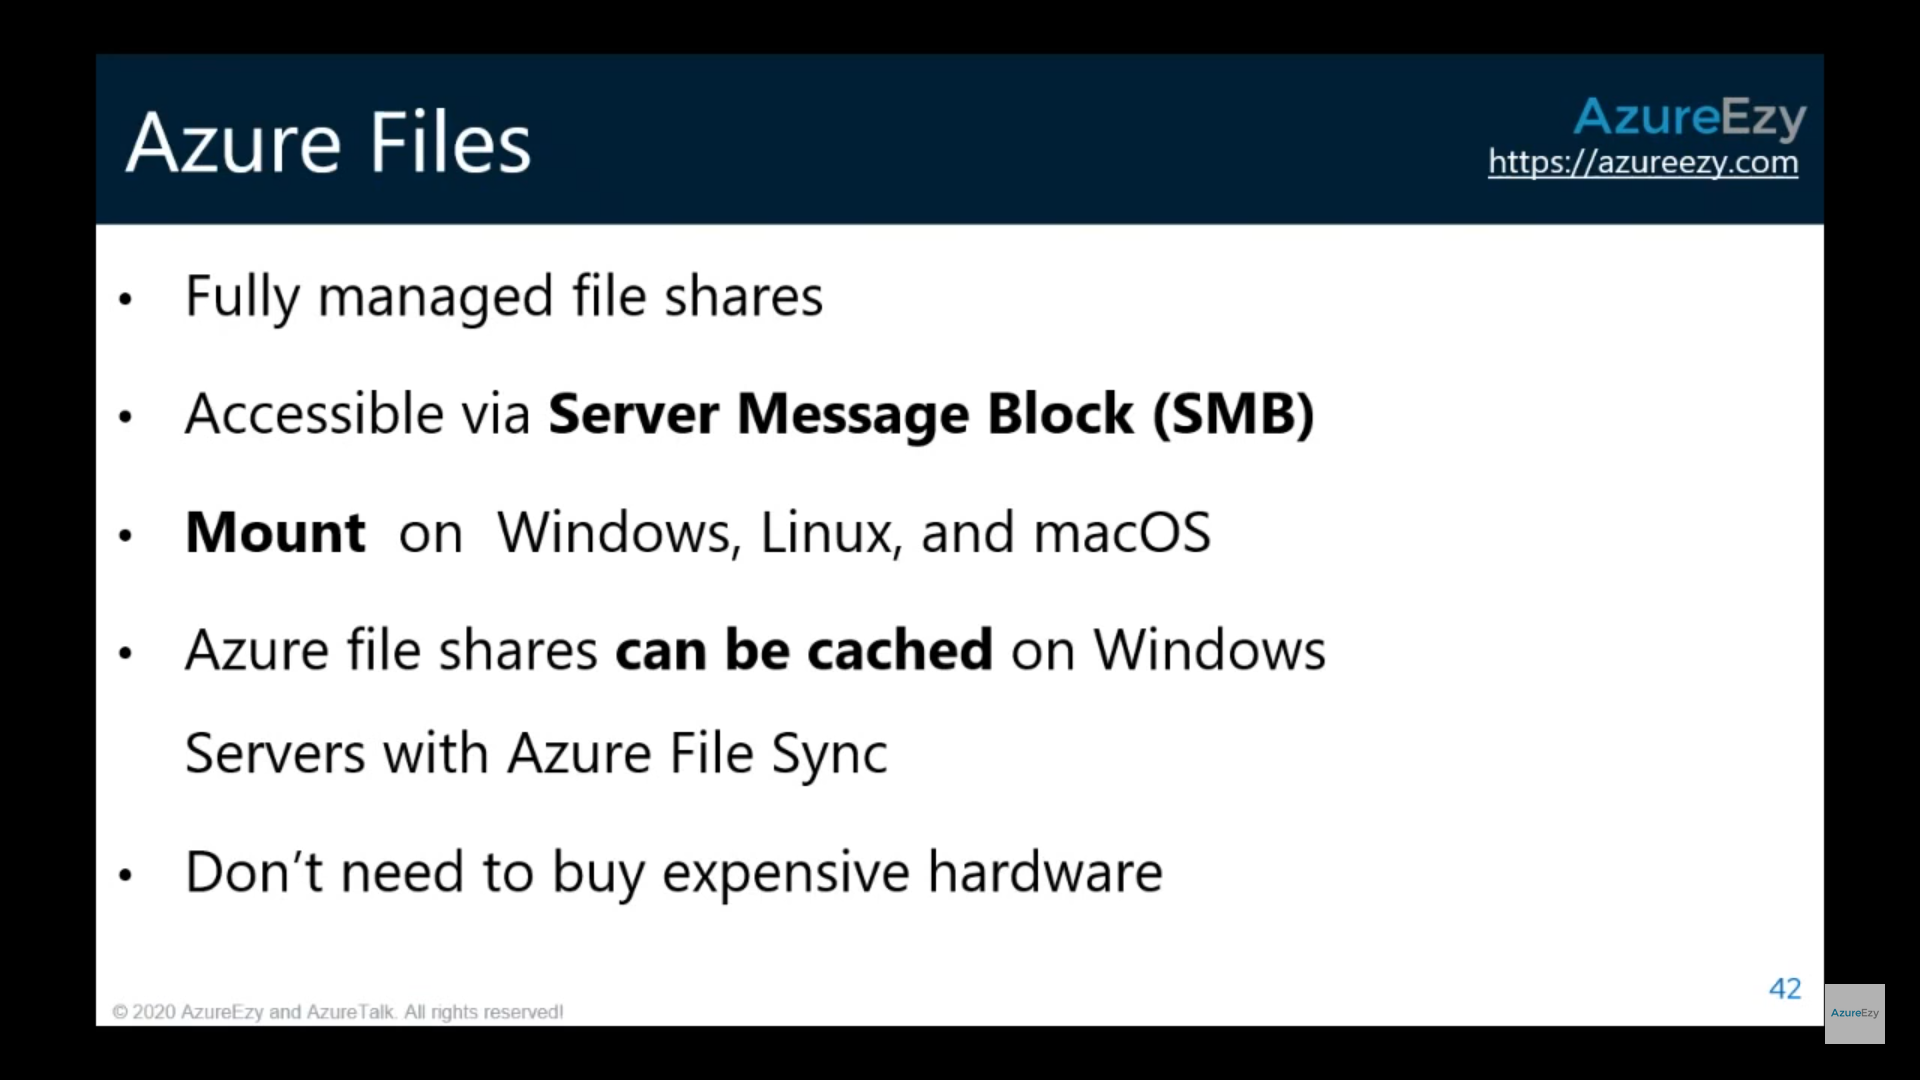 Azure Files
AzureEzy
https://azureezy.com
• Fully managed file shares
• Accessible via Server Message Block (SMB)
• Mount on Windows, Linux, and macOS
• Azure file shares can be cached on Windows
Servers with Azure File Sync
• Don’t need to buy expensive hardware
42
© 2020 AzureEzy and AzureTalk. All rights reserved!
AzureEzy